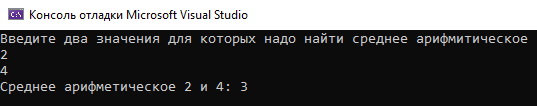 C:\ Консоль отладки Microsoft Visual Studio
Введите два значения для которых надо найти среднее арифмитическое
2
4
Среднее арифметическое 2 и 4: 3